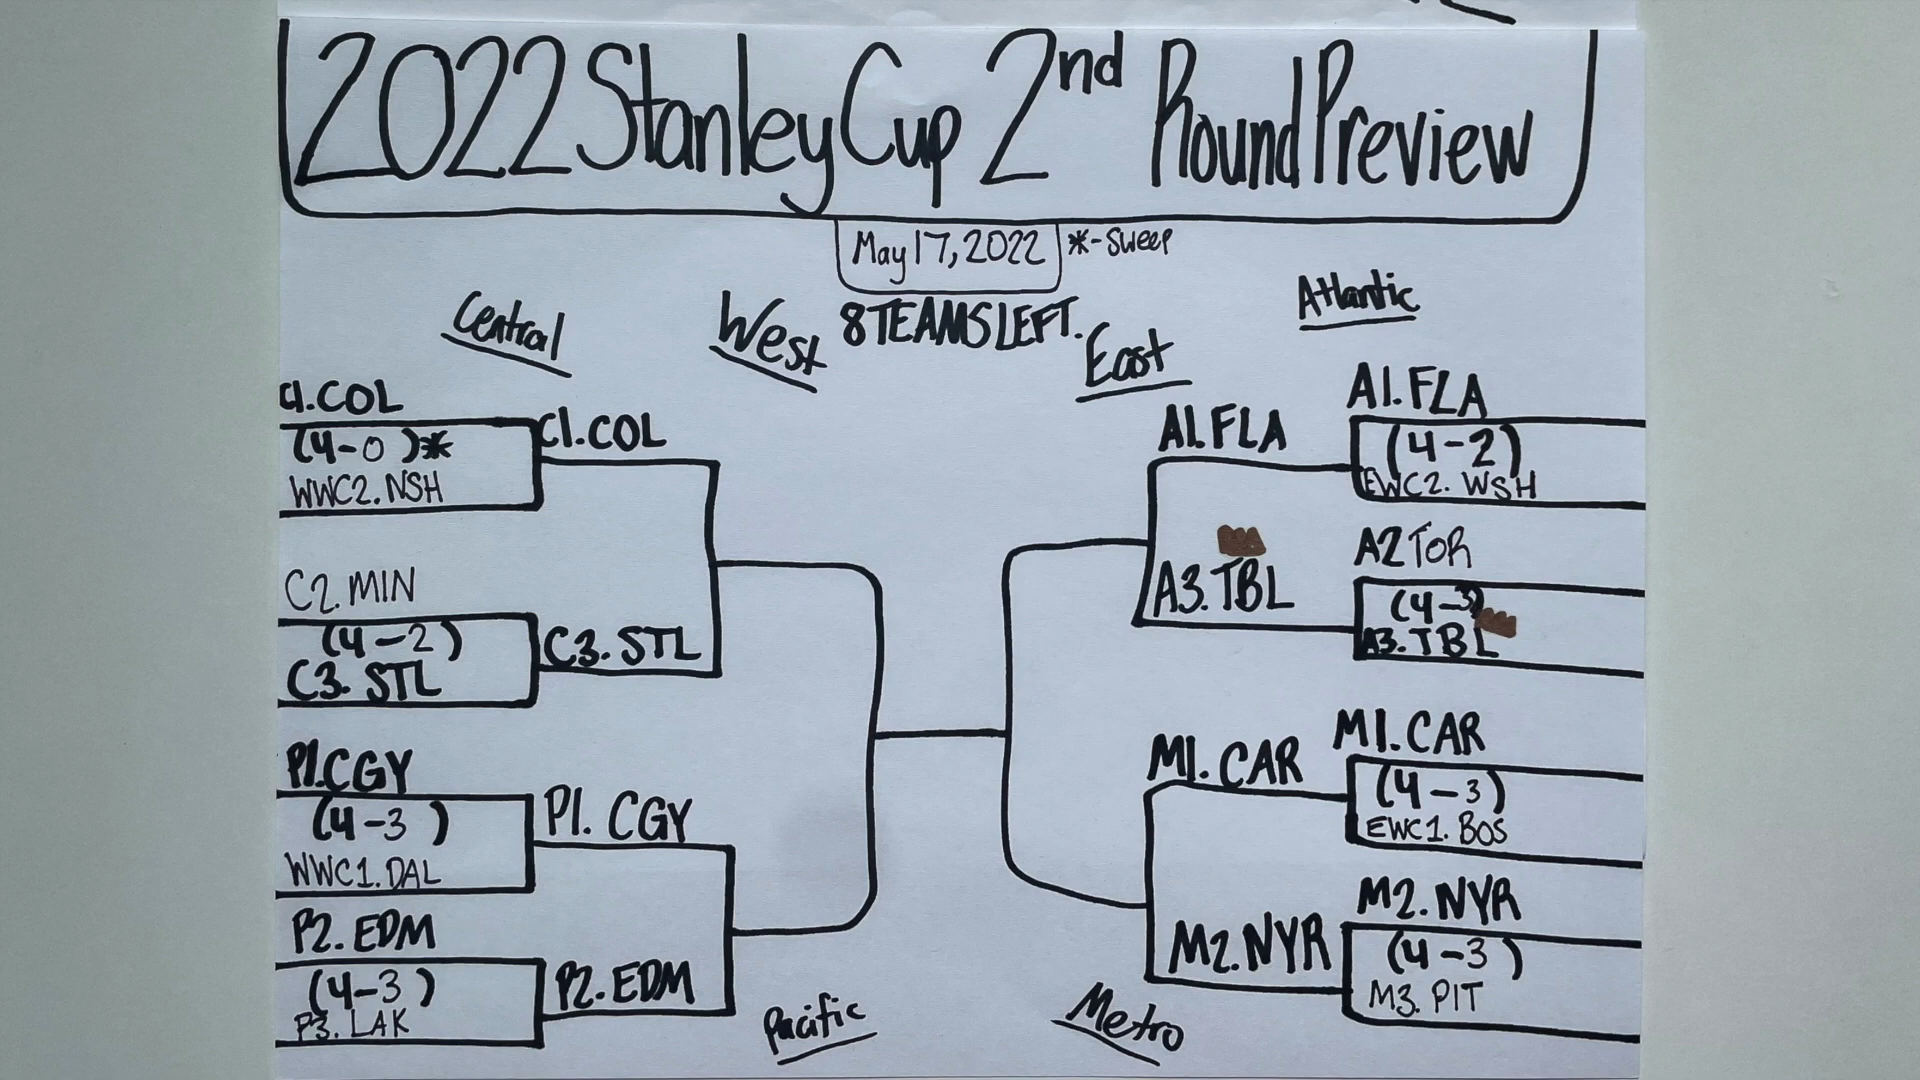 2022 Stanley Cup 2nd Round Preview
May 17, 2022
*-Sweep
8 TEAMS LEFT.
Central
West
East
Atlantic
C1.COL
(4-0)*
WWC2. NSH
C1.COL
C2. MIN
(4-2)
C3. STL
C3. STL
P1.CGY
(4-3)
WWC1. DAL
P1. CGY
P2. EDM
(4-3)
P3. LAK
P2. EDM
Pacific
A1.FLA
A1.FLA
(4-2)
EWC2. WSH
A3. TBL
A2 TOR
(4-3)
A3. TBL
M1. CAR
M1. CAR
(4-3)
EWC1. BOS
M2. NYR
M2. NYR
(4-3)
M3. PIT
Metro